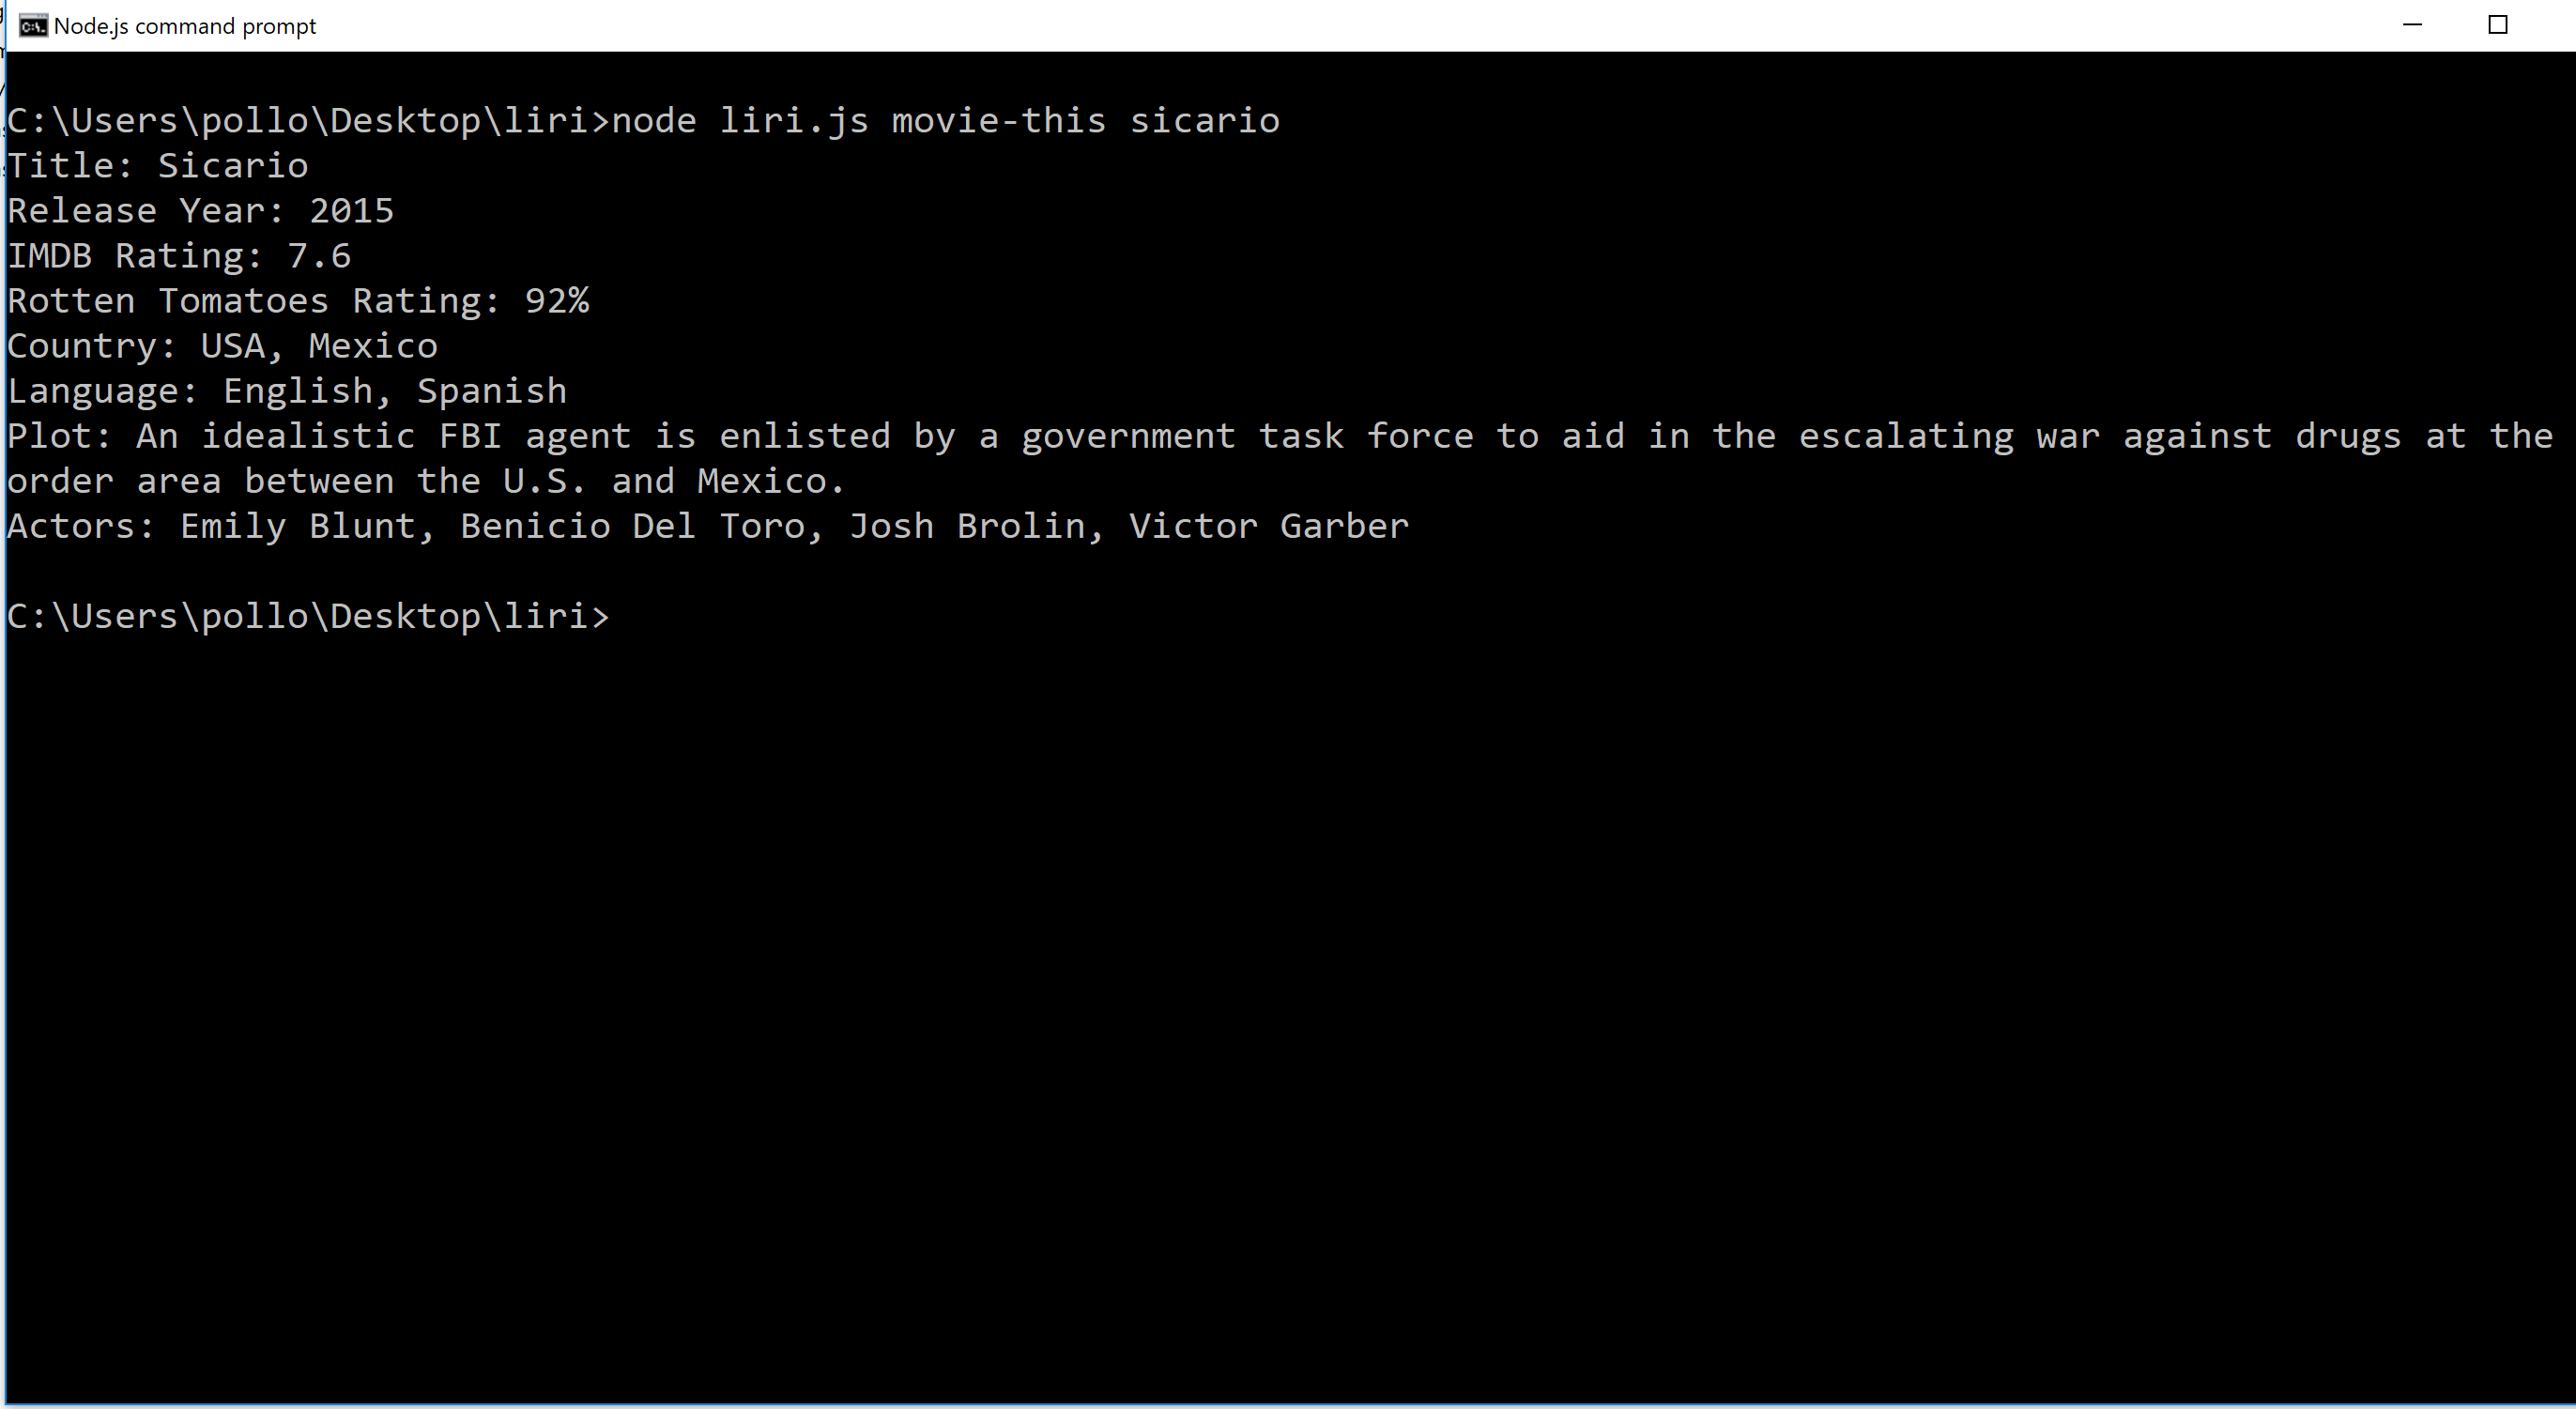 Node.js command prompt
C:\Users\pollo\Desktop\liri>node liri.js movie-this sicario
Title: Sicario
Release Year: 2015
IMDB Rating: 7.6
Rotten Tomatoes Rating: 92%
Country: USA, Mexico
Language: English, Spanish
Plot: An idealistic FBI agent is enlisted by a government task force to aid in the escalating war against drugs at the
order area between the U.S. and Mexico.
Actors: Emily Blunt, Benicio Del Toro, Josh Brolin, Victor Garber
C:\Users\pollo\Desktop\liri>